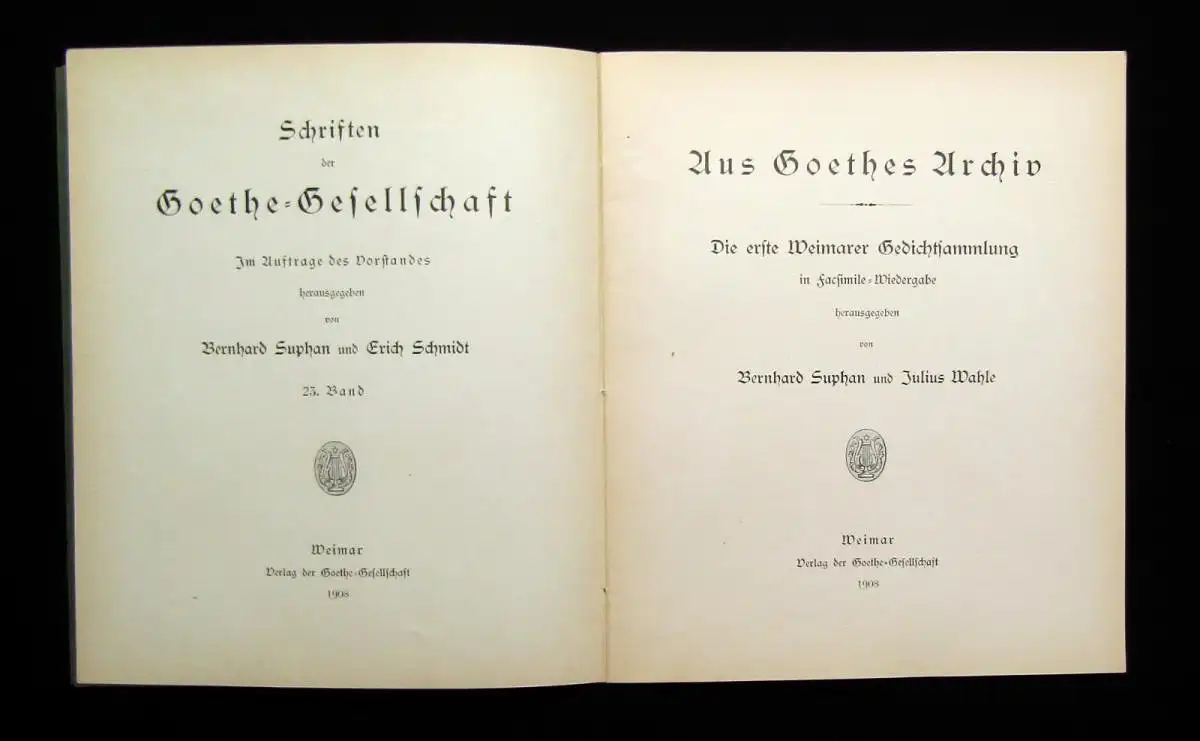 Schriften
der
Goethe-Gesellschaft
Im Auftrage des Vorstandes
herausgegeben
von
Bernhard Suphan und Erich Schmidt
23. Band
Weimar
Verlag der Goethe-Gesellschaft
1908
Aus Goethes Archiv
Die erste Weimarer Gedichtsammlung
in Facsimile-Wiedergabe
herausgegeben
von
Bernhard Suphan und Julius Wahle
Weimar
Verlag der Goethe-Gesellschaft
1908